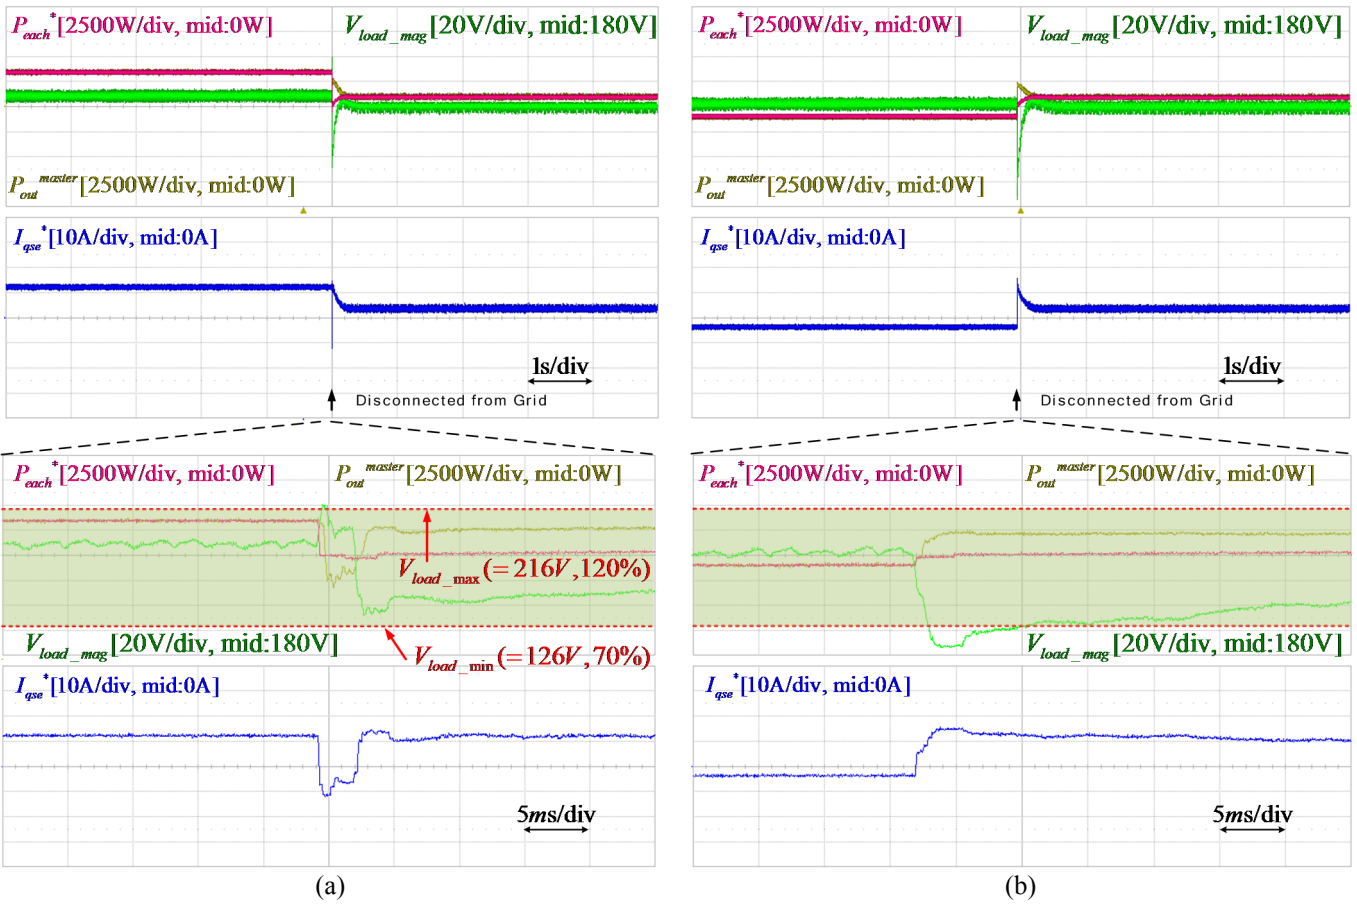 P_each*[2500W/div, mid:0W] V_load_mag[20V/div, mid:180V]
P_out^master[2500W/div, mid:0W]
I_qse*[10A/div, mid:0A]
1s/div
Disconnected from Grid
P_each*[2500W/div, mid:0W] P_out^master[2500W/div, mid:0W]
V_load_max(=216V,120%)
V_load_mag[20V/div, mid:180V]
V_load_min(=126V,70%)
I_qse*[10A/div, mid:0A]
5ms/div
(a)
P_each*[2500W/div, mid:0W] V_load_mag[20V/div, mid:180V]
P_out^master[2500W/div, mid:0W]
I_qse*[10A/div, mid:0A]
1s/div
Disconnected from Grid
P_each*[2500W/div, mid:0W] P_out^master[2500W/div, mid:0W]
V_load_mag[20V/div, mid:180V]
I_qse*[10A/div, mid:0A]
5ms/div
(b)